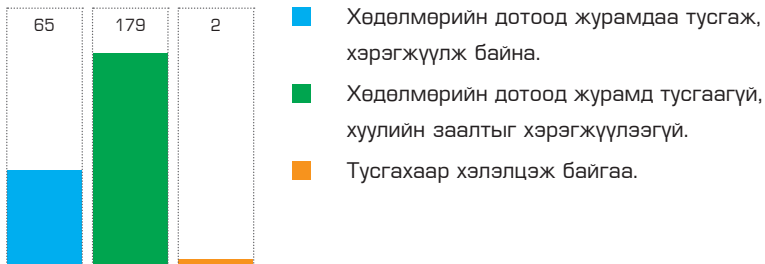 65 179 2
Хөдөлмөрийн дотоод журамдаа тусгаж,
хэрэгжүүлж байна.
Хөдөлмөрийн дотоод журамд тусгаагүй,
хуулийн заалтыг хэрэгжүүлээгүй.
Тусгахаар хэлэлцэж байгаа.